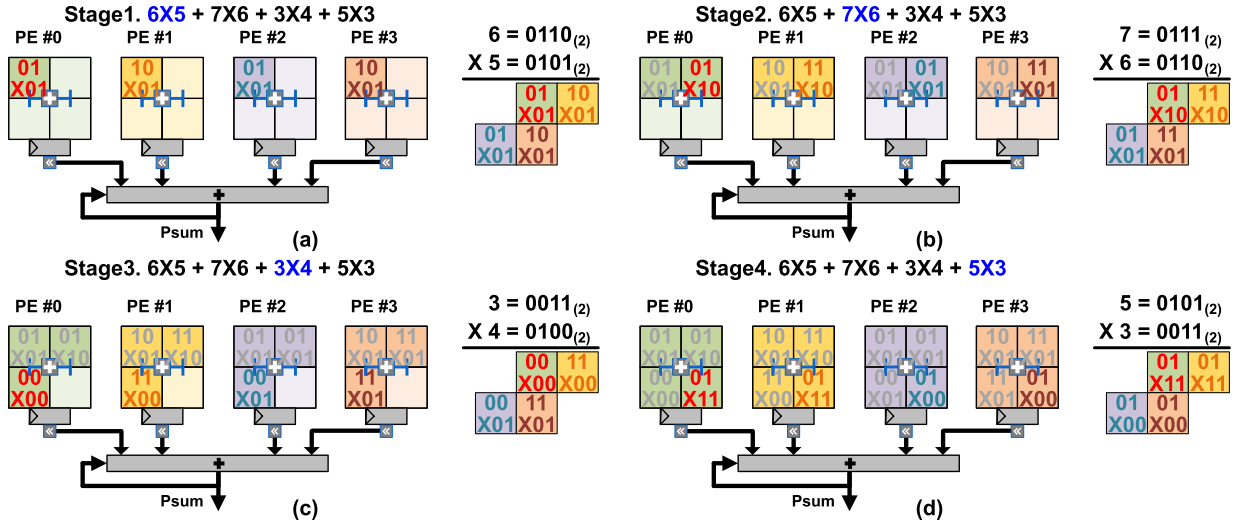 Stage1. 6X5 + 7X6 + 3X4 + 5X3
PE #0 PE #1 PE #2 PE #3
01 10 01 10
X01 X01 X01 X01
«  «  «  «
+
Psum
(a)
6 = 0110(2)
X 5 = 0101(2)
01 10
X01 X01
01 10
X01 X01
Stage2. 6X5 + 7X6 + 3X4 + 5X3
PE #0 PE #1 PE #2 PE #3
01 01 10 11 01 01 10 11
X01 X10 X01 X10 X01 X01 X01 X01
«  «  «  «
+
Psum
(b)
7 = 0111(2)
X 6 = 0110(2)
01 11
X10 X10
01 11
X01 X01
Stage3. 6X5 + 7X6 + 3X4 + 5X3
PE #0 PE #1 PE #2 PE #3
01 01 10 11 01 01 10 11
X01 X10 X01 X10 X01 X01 X01 X01
00 11 00 11
X00 X00 X01 X01
«  «  «  «
+
Psum
(c)
3 = 0011(2)
X 4 = 0100(2)
00 11
X00 X00
00 11
X01 X01
Stage4. 6X5 + 7X6 + 3X4 + 5X3
PE #0 PE #1 PE #2 PE #3
01 01 10 11 01 01 10 11
X01 X10 X01 X10 X01 X01 X01 X01
00 01 11 01 00 01 11 01
X00 X11 X00 X11 X01 X00 X01 X00
«  «  «  «
+
Psum
(d)
5 = 0101(2)
X 3 = 0011(2)
01 01
X11 X11
01 01
X00 X00